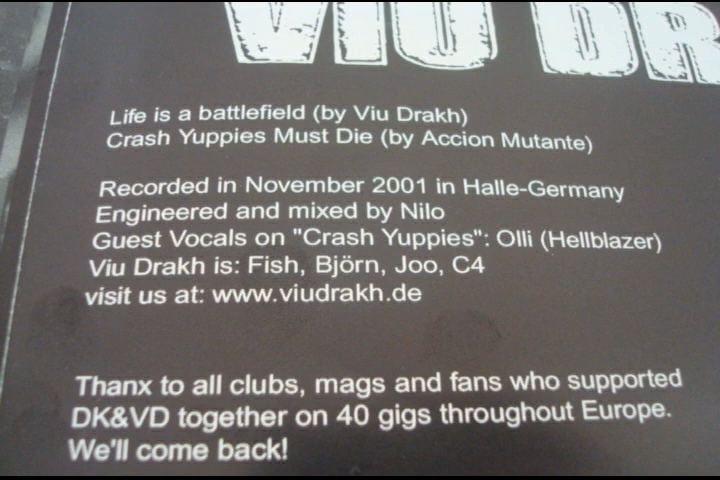 VIU DR
Life is a battlefield (by Viu Drakh)
Crash Yuppies Must Die (by Accion Mutante)
Recorded in November 2001 in Halle-Germany
Engineered and mixed by Nilo
Guest Vocals on "Crash Yuppies": Olli (Hellblazer)
Viu Drakh is: Fish, Björn, Joo, C4
visit us at: www.viudrakh.de
Thanx to all clubs, mags and fans who supported
DK&VD together on 40 gigs throughout Europe.
We'll come back!